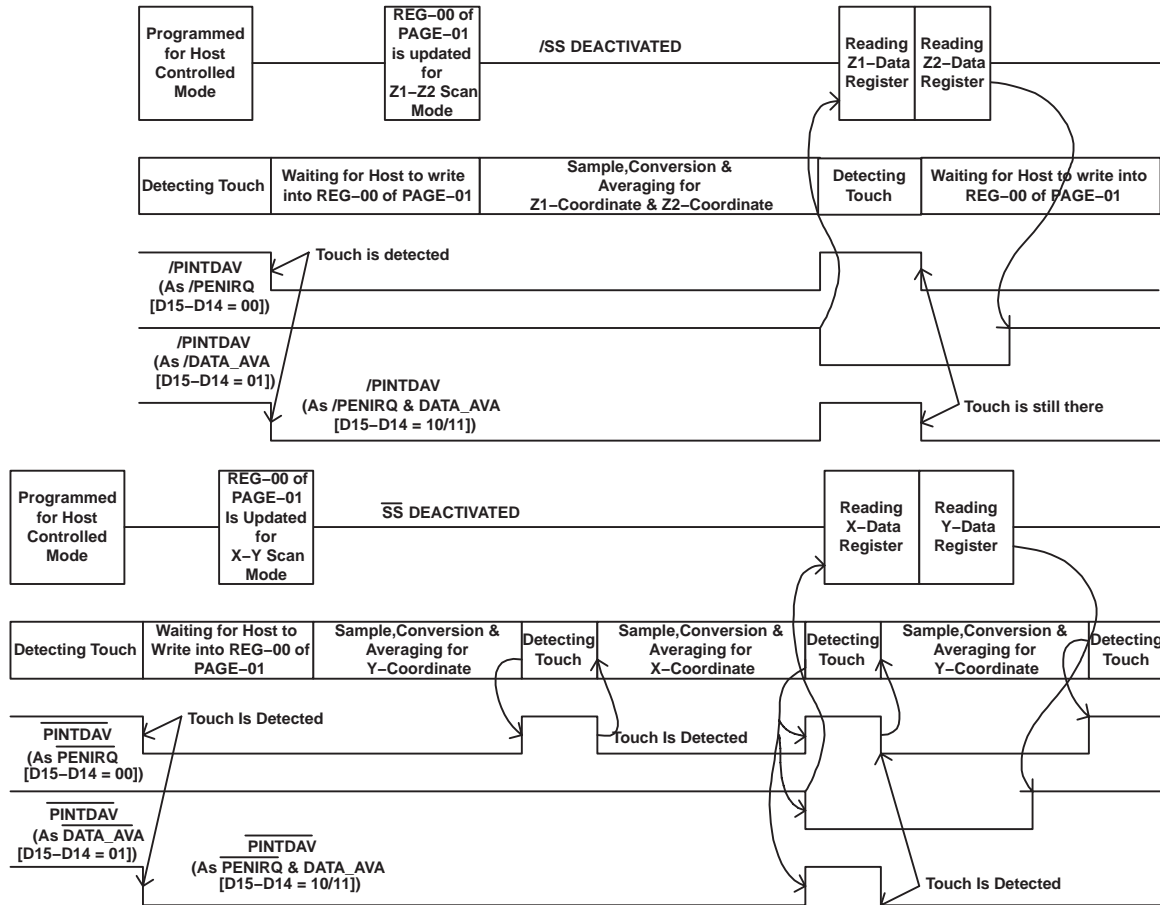 Programmed
for Host
Controlled
Mode
REG–00 of
PAGE–01
is updated
for
Z1–Z2 Scan
Mode
/SS DEACTIVATED
Reading
Z1–Data
Register
Reading
Z2–Data
Register
Detecting Touch
Waiting for Host to write
into REG–00 of PAGE–01
Sample,Conversion &
Averaging for
Z1–Coordinate & Z2–Coordinate
Detecting
Touch
Waiting for Host to write into
REG–00 of PAGE–01
Touch is detected
/PINTDAV
(As /PENIRQ
[D15–D14 = 00])
/PINTDAV
(As /DATA_AVA
[D15–D14 = 01])
/PINTDAV
(As /PENIRQ & DATA_AVA
[D15–D14 = 10/11])
Touch is still there
Programmed
for Host
Controlled
Mode
REG–00 of
PAGE–01
Is Updated
for
X–Y Scan
Mode
SS DEACTIVATED
Reading
X–Data
Register
Reading
Y–Data
Register
Detecting Touch
Waiting for Host to
Write into REG–00 of
PAGE–01
Sample,Conversion &
Averaging for
Y–Coordinate
Detecting
Touch
Sample,Conversion &
Averaging for
X–Coordinate
Detecting
Touch
Sample,Conversion &
Averaging for
Y–Coordinate
Detecting
Touch
Touch Is Detected
Touch Is Detected
PINTDAV
(As PENIRQ
[D15–D14 = 00])
PINTDAV
(As DATA_AVA
[D15–D14 = 01])
PINTDAV
(As PENIRQ & DATA_AVA
[D15–D14 = 10/11])
Touch Is Detected